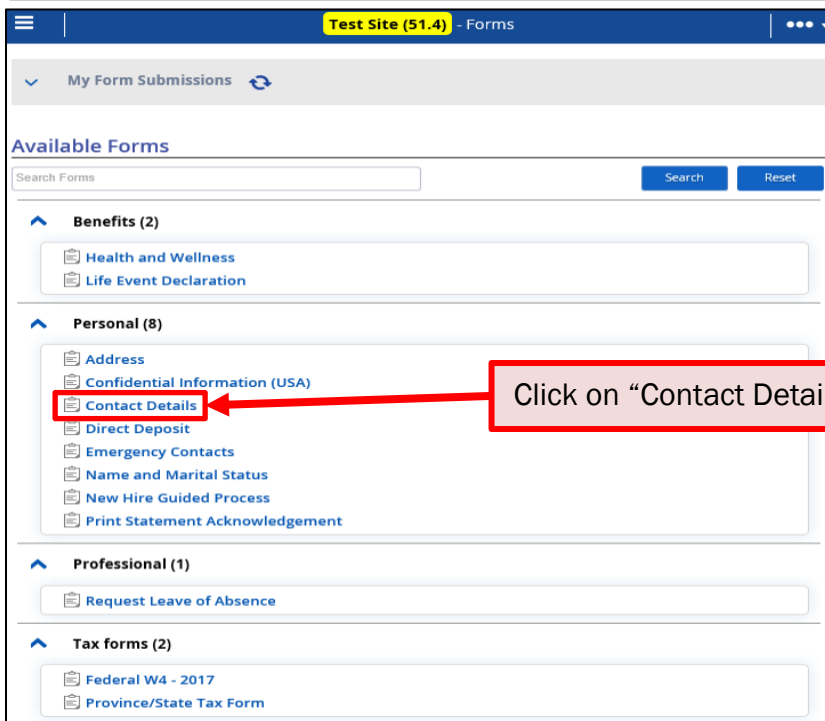 Test Site (51.4) - Forms
My Form Submissions
Available Forms
Search Forms
Search
Reset
Benefits (2)
Health and Wellness
Life Event Declaration
Personal (8)
Address
Confidential Information (USA)
Contact Details
Click on “Contact
Direct Deposit
Emergency Contacts
Name and Marital Status
New Hire Guided Process
Print Statement Acknowledgement
Professional (1)
Request Leave of Absence
Tax forms (2)
Federal W4 - 2017
Province/State Tax Form